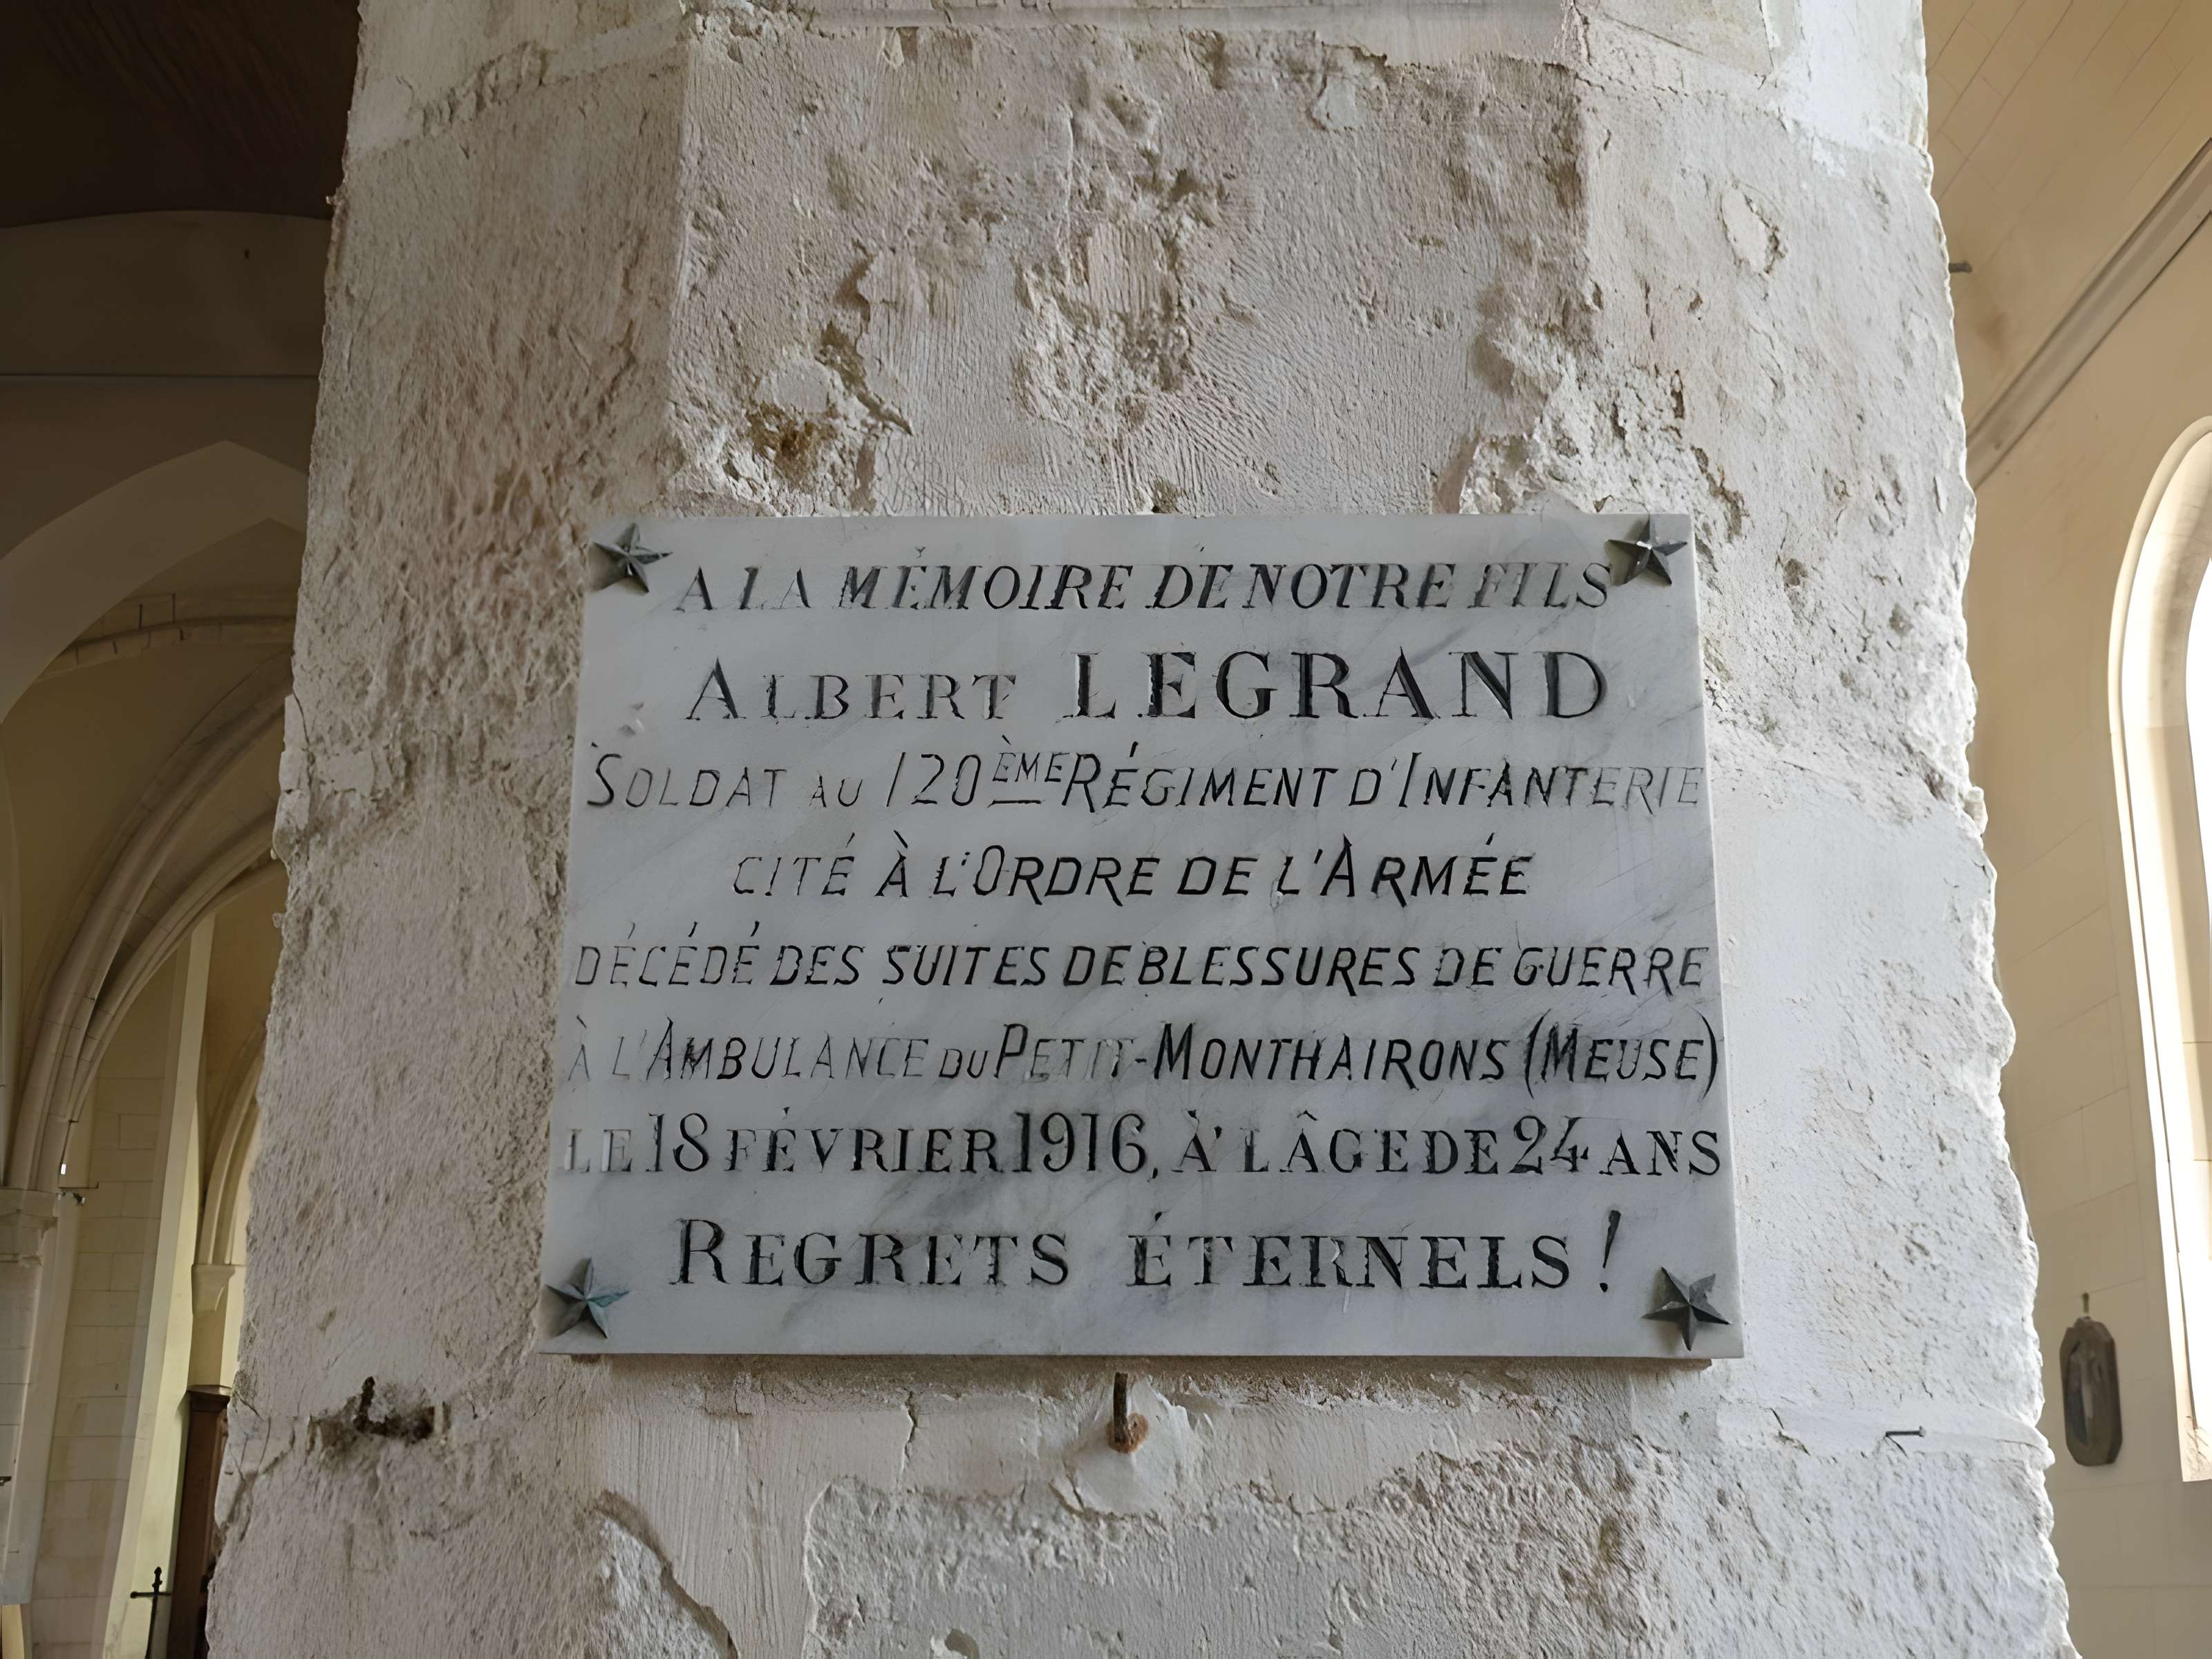 A LA MÉMOIRE DE NOTRE FILS
ALBERT LEGRAND
SOLDAT AU 120ÈME RÉGIMENT D'INFANTERIE
CITÉ À L'ORDRE DE L'ARMÉE
DÉCÉDÉ DES SUITES DE BLESSURES DE GUERRE
À L'AMBULANCE DU PETIT-MONTHAIRONS (MEUSE)
LE 18 FÉVRIER 1916, À L'ÂGE DE 24 ANS
REGRETS ÉTERNELS !